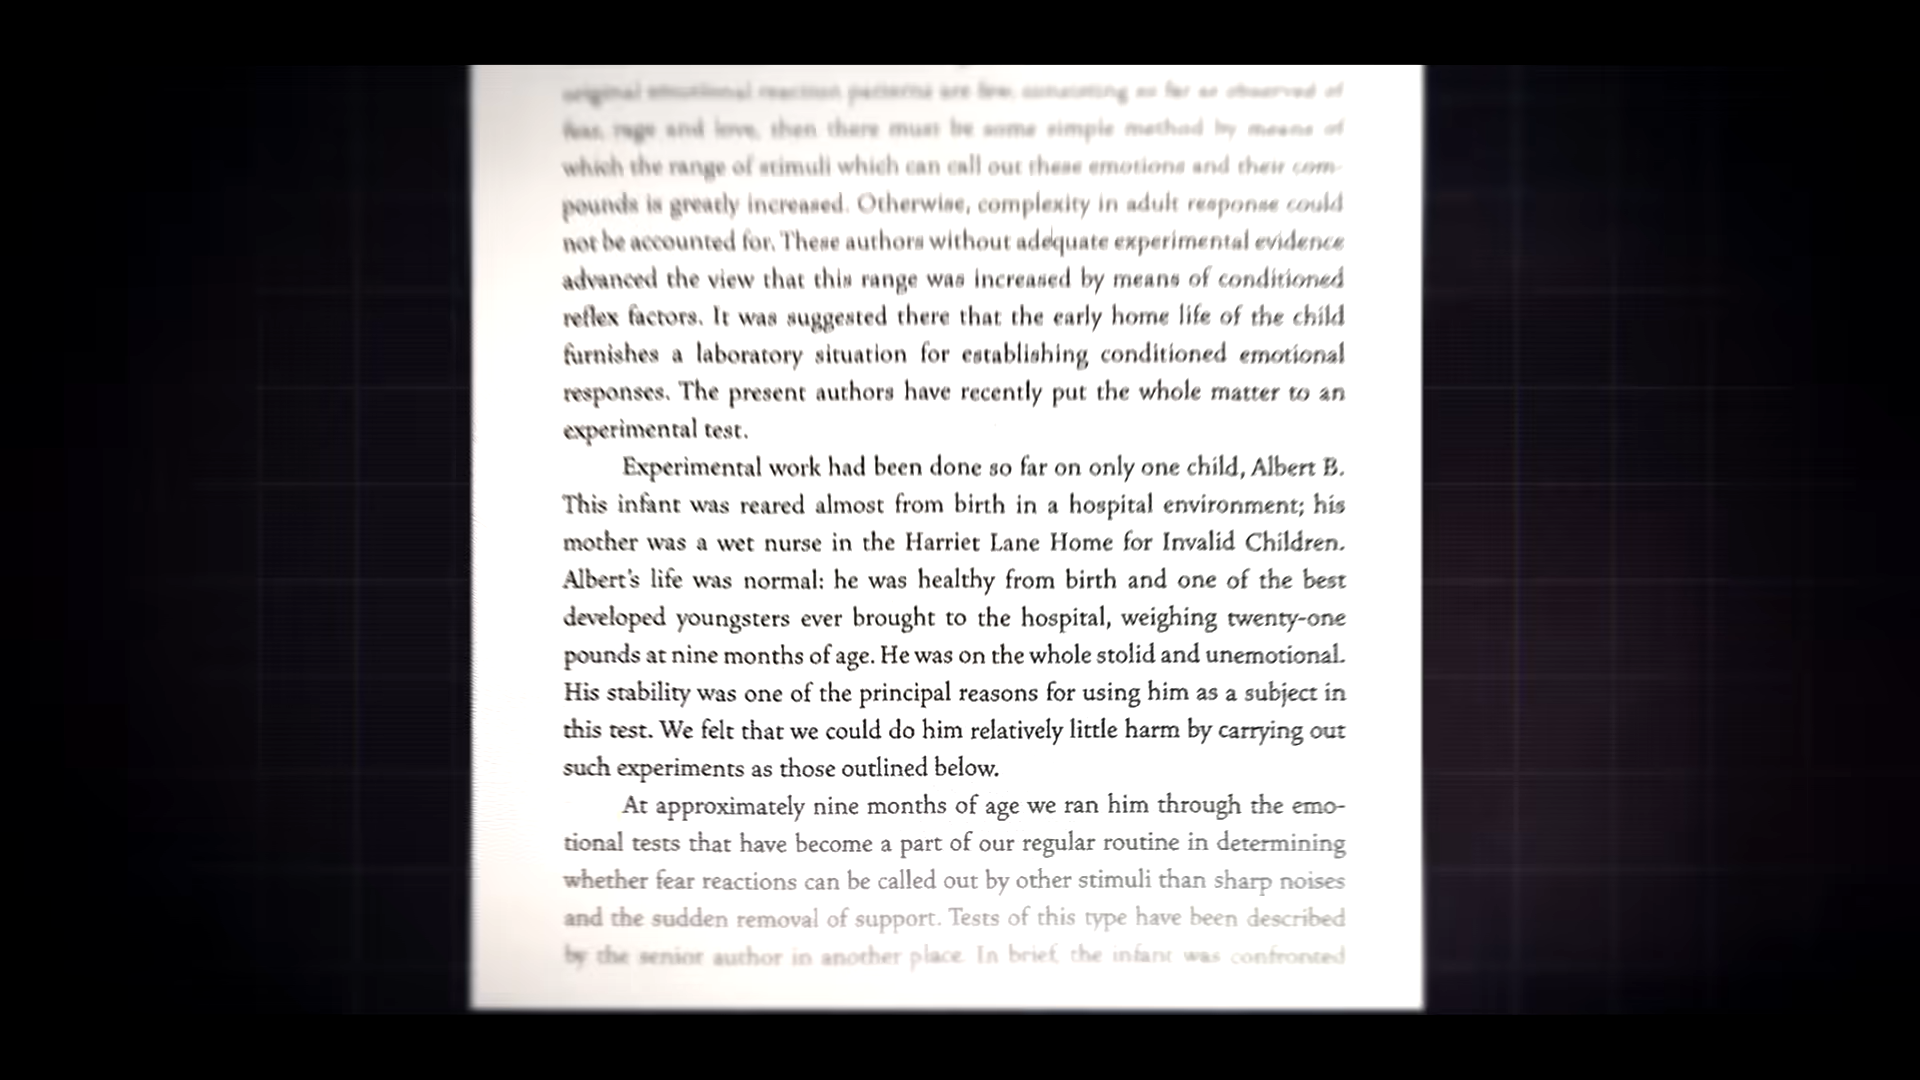 original emotional reaction patterns are few, consisting so far as observed of
fear, rage and love, then there must be some simple method by means of
which the range of stimuli which can call out these emotions and their com-
pounds is greatly increased. Otherwise, complexity in adult response could
not be accounted for. These authors without adequate experimental evidence
advanced the view that this range was increased by means of conditioned
reflex factors. It was suggested there that the early home life of the child
furnishes a laboratory situation for establishing conditioned emotional
responses. The present authors have recently put the whole matter to an
experimental test.
Experimental work had been done so far on only one child, Albert B.
This infant was reared almost from birth in a hospital environment; his
mother was a wet nurse in the Harriet Lane Home for Invalid Children.
Albert's life was normal: he was healthy from birth and one of the best
developed youngsters ever brought to the hospital, weighing twenty-one
pounds at nine months of age. He was on the whole stolid and unemotional.
His stability was one of the principal reasons for using him as a subject in
this test. We felt that we could do him relatively little harm by carrying out
such experiments as those outlined below.
At approximately nine months of age we ran him through the emo-
tional tests that have become a part of our regular routine in determining
whether fear reactions can be called out by other stimuli than sharp noises
and the sudden removal of support. Tests of this type have been described
by the senior author in another place. In brief, the infant was confronted